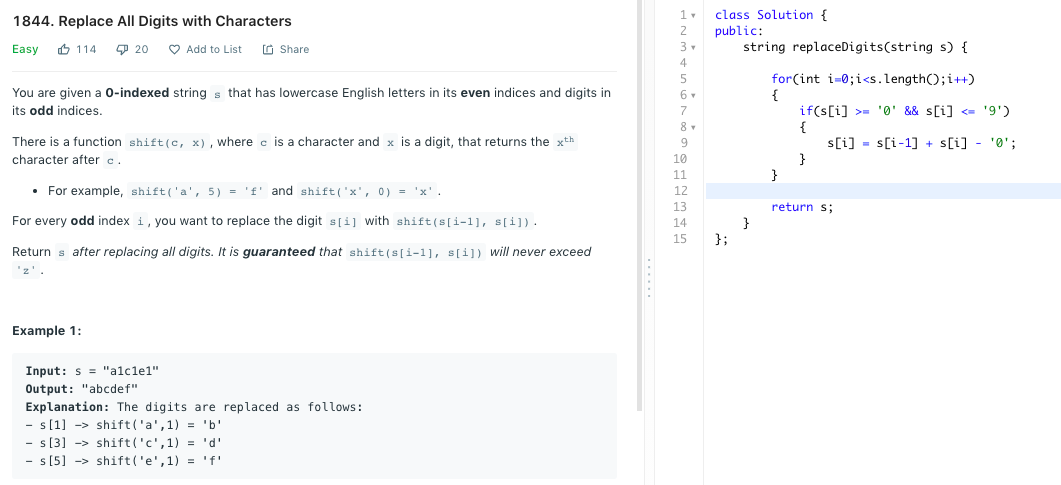 1844. Replace All Digits with Characters
Easy 114 20 Add to List Share
You are given a 0-indexed string s that has lowercase English letters in its even indices and digits in
its odd indices.
There is a function shift(c, x), where c is a character and x is a digit, that returns the xth
character after c.
• For example, shift('a', 5) = 'f' and shift('x', 0) = 'x'.
For every odd index i, you want to replace the digit s[i] with shift(s[i-1], s[i]).
Return s after replacing all digits. It is guaranteed that shift(s[i-1], s[i]) will never exceed
'z'.
Example 1:
Input: s = "a1c1e1"
Output: "abcdef"
Explanation: The digits are replaced as follows:
- s[1] -> shift('a',1) = 'b'
- s[3] -> shift('c',1) = 'd'
- s[5] -> shift('e',1) = 'f'
1 class Solution {
2 public:
3 string replaceDigits(string s) {
4
5 for(int i=0;i<s.length();i++)
6 {
7 if(s[i] >= '0' && s[i] <= '9')
8 {
9 s[i] = s[i-1] + s[i] - '0';
10 }
11 }
12
13 return s;
14 }
15 };